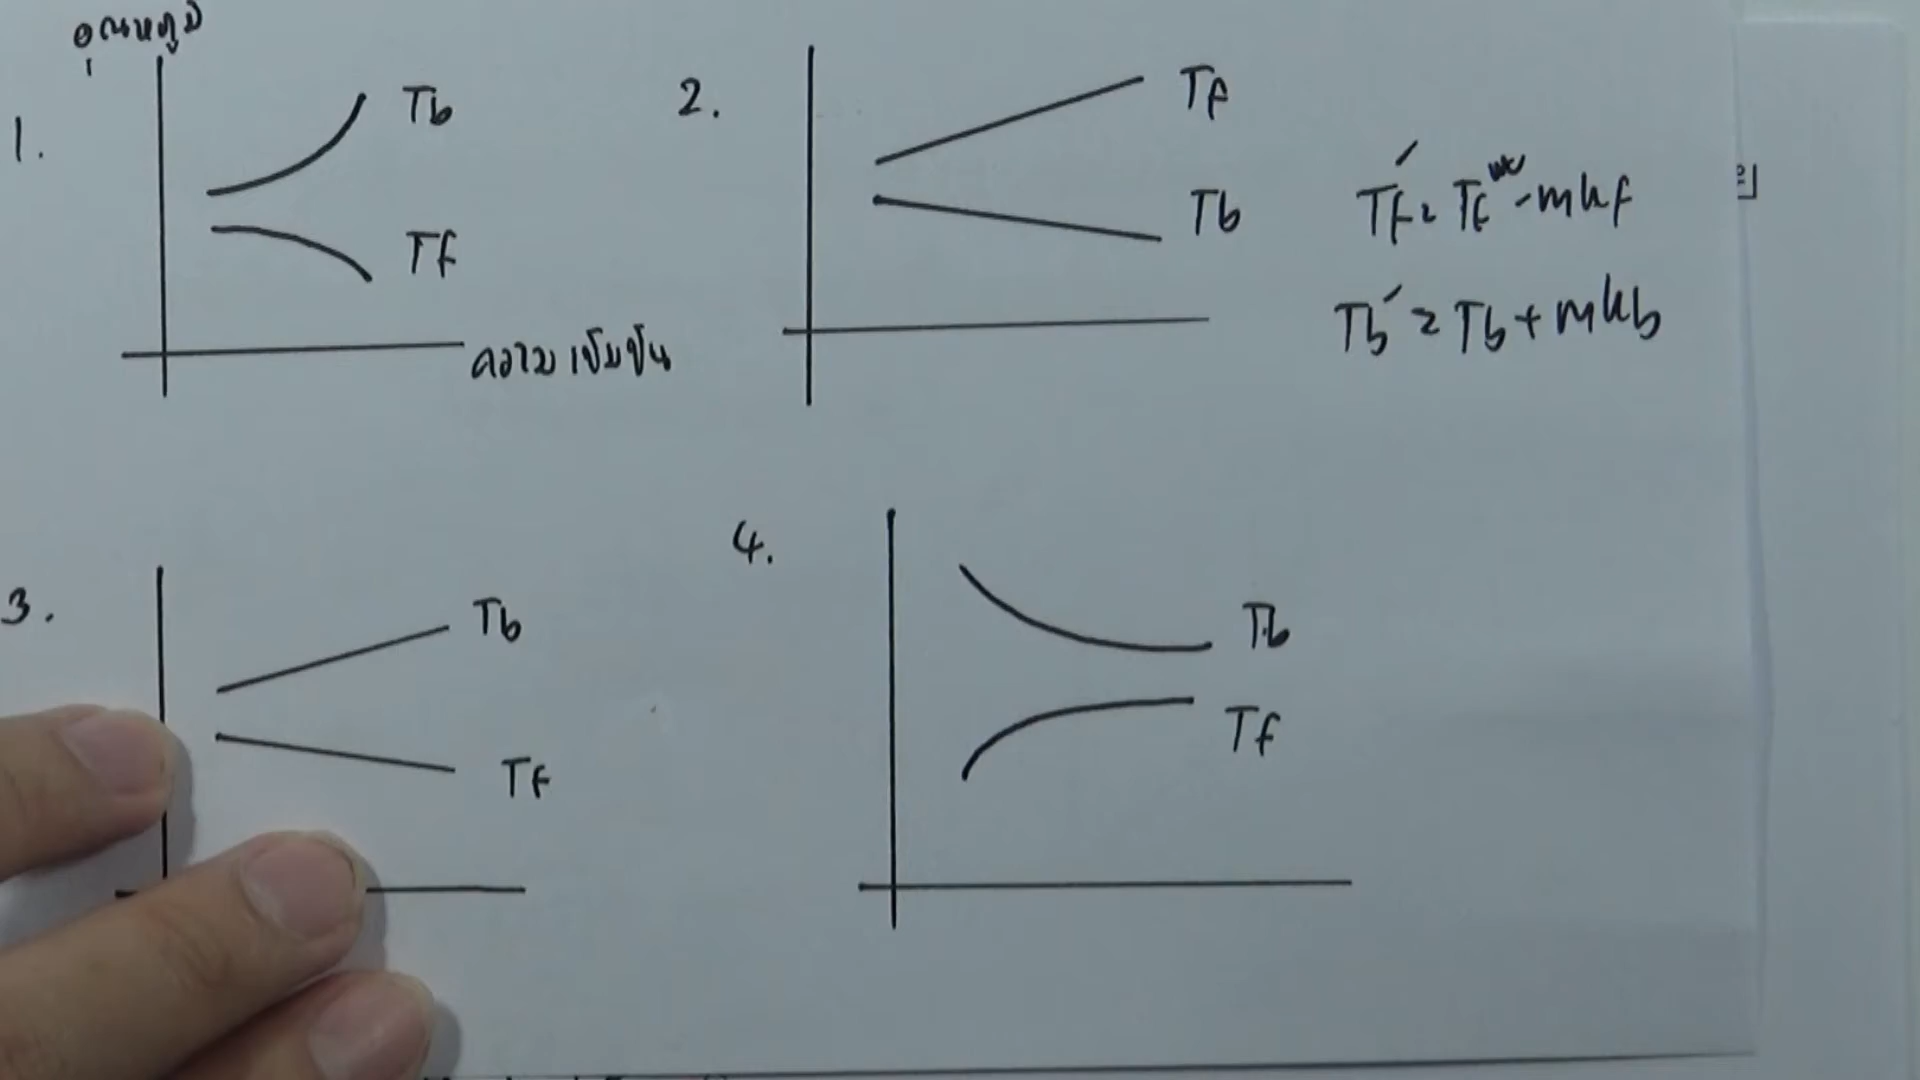 อุณหภูมิ
1.
Tb
Tf
ความเข้มข้น
2.
Tf
Tb
Tf' = Tf - mkf
Tb' = Tb + mkb
3.
Tb
Tf
4.
Tb
Tf